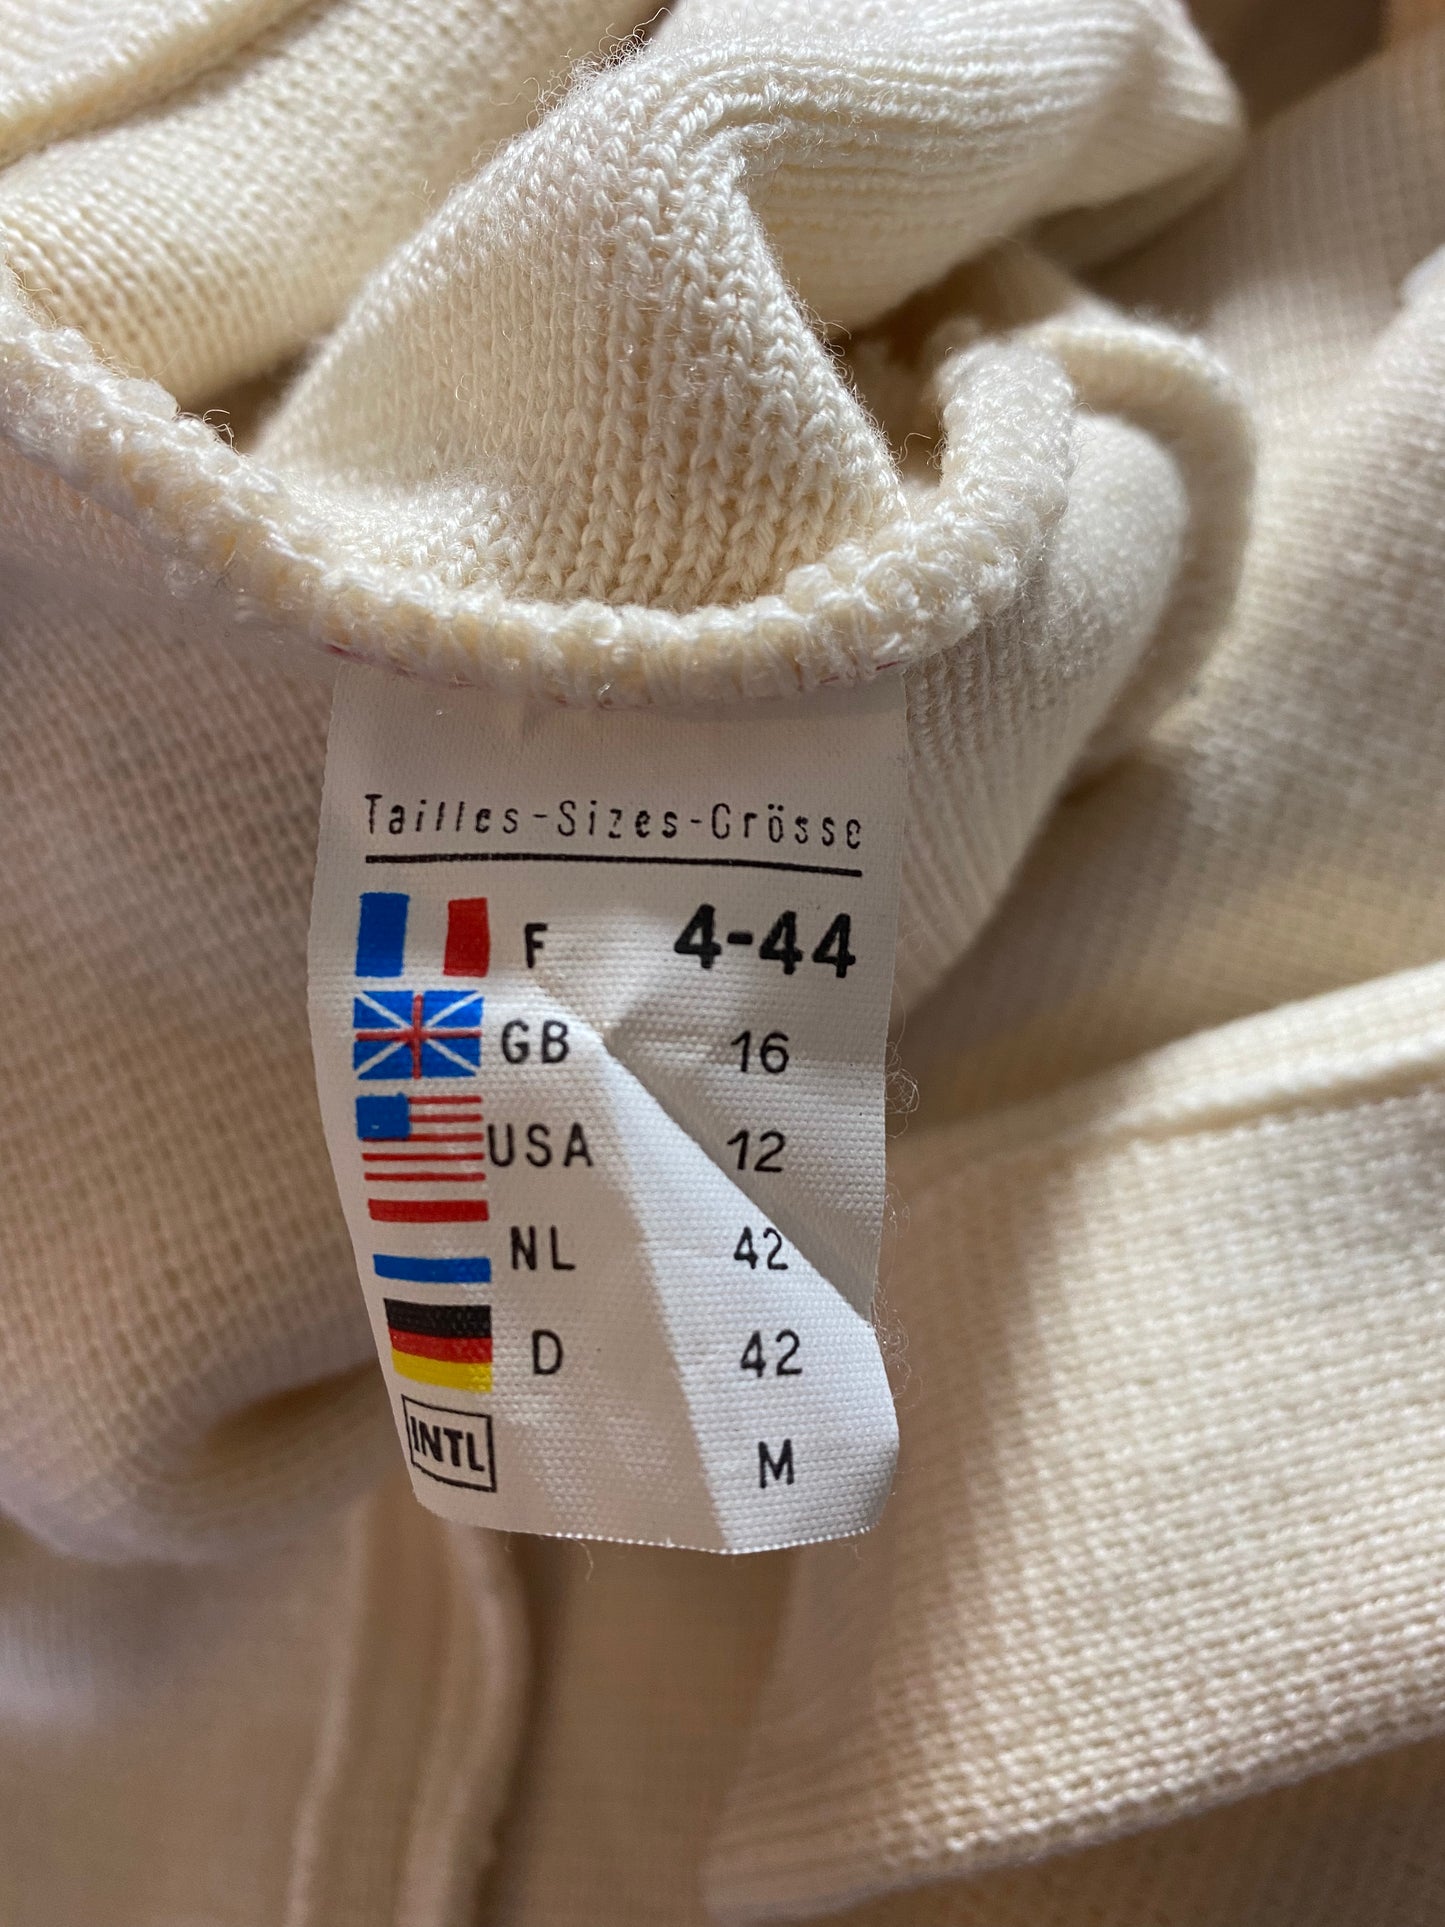 Tailles-Sizes-Grösse
F 4-44
GB 16
USA 12
NL 42
D 42
INTL M